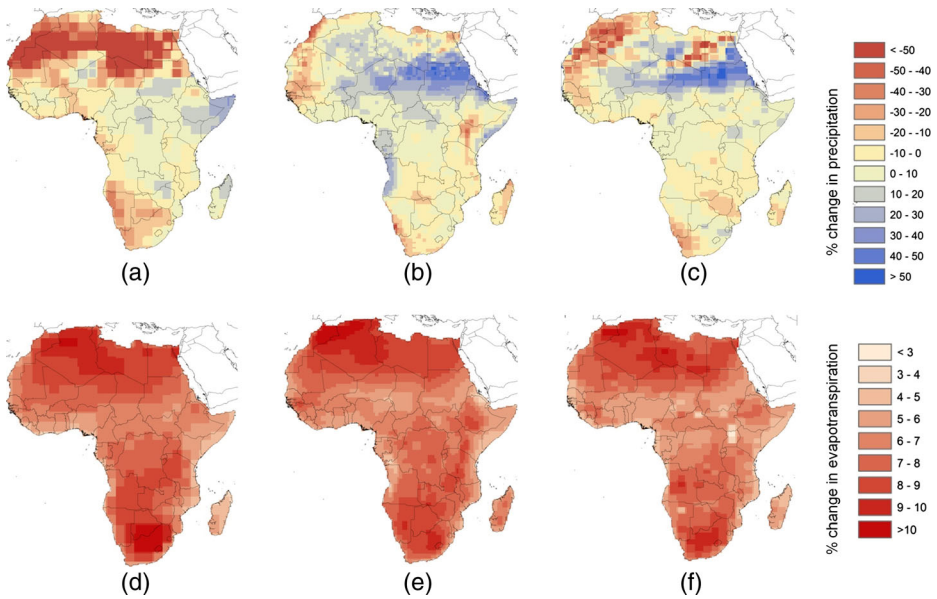 % change in precipitation
< -50
-50 - -40
-40 - -30
-30 - -20
-20 - -10
-10 - 0
0 - 10
10 - 20
20 - 30
30 - 40
40 - 50
> 50
(a)
(b)
(c)
% change in evapotranspiration
< 3
3 - 4
4 - 5
5 - 6
6 - 7
7 - 8
8 - 9
9 - 10
>10
(d)
(e)
(f)